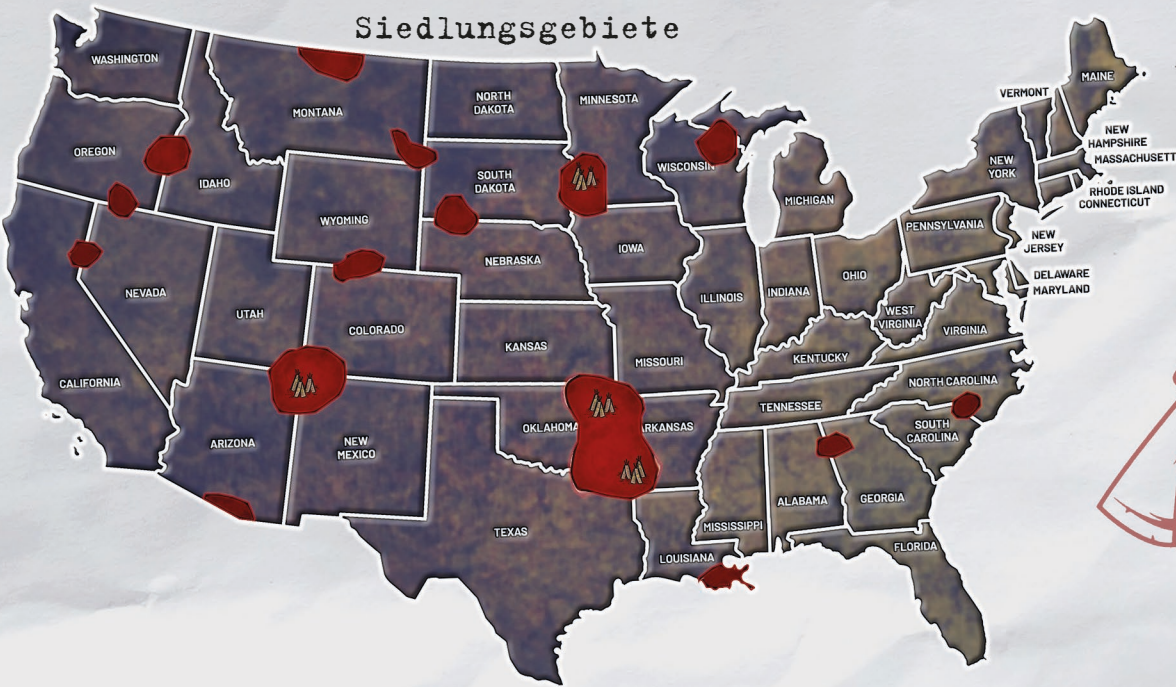 Siedlungsgebiete
WASHINGTON
MONTANA
NORTH
DAKOTA
MINNESOTA
VERMONT
MAINE
NEW
HAMPSHIRE
MASSACHUSETT
OREGON
IDAHO
WYOMING
SOUTH
DAKOTA
WISCONSIN
MICHIGAN
NEW
YORK
RHODE ISLAND
CONNECTICUT
PENNSYLVANIA
NEW
JERSEY
DELAWARE
MARYLAND
NEVADA
UTAH
COLORADO
NEBRASKA
IOWA
ILLINOIS
INDIANA
OHIO
WEST
VIRGINIA
VIRGINIA
CALIFORNIA
KANSAS
MISSOURI
KENTUCKY
NORTH CAROLINA
TENNESSEE
SOUTH
CAROLINA
ARIZONA
NEW
MEXICO
OKLAHOMA
RKANSAS
TEXAS
LOUISIANA
MISSISSIPPI
ALABAMA
GEORGIA
FLORIDA